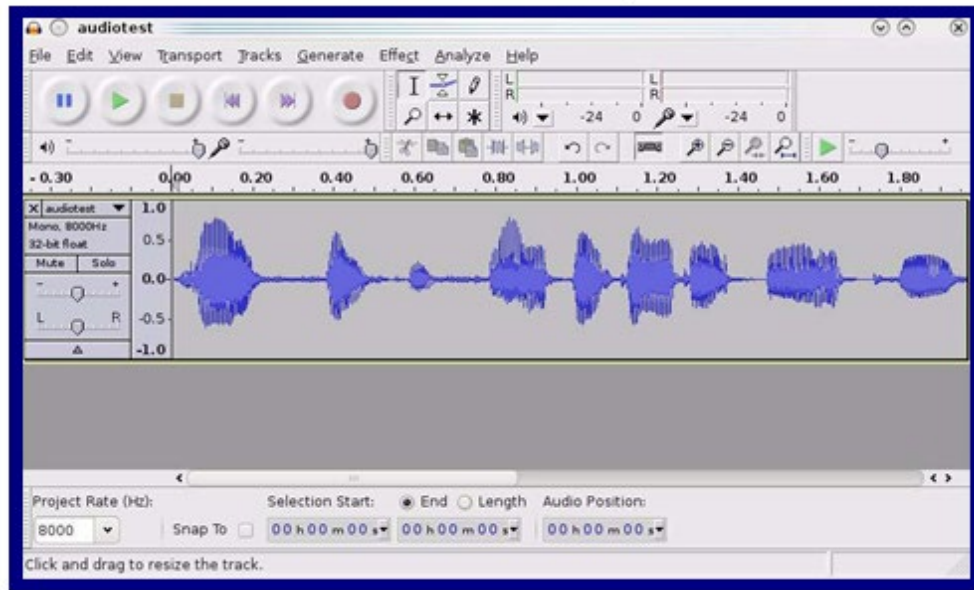 audiotest
File Edit View Transport Tracks Generate Effect Analyze Help
L
R
L
R
-24 0 -24 0
- 0.30 0.00 0.20 0.40 0.60 0.80 1.00 1.20 1.40 1.60 1.80
X audiotest
Mono, 8000Hz
32-bit float
Mute Solo
- +
L R
1.0
0.5
0.0
-0.5
-1.0
Project Rate (Hz): Selection Start: End Length Audio Position:
8000 Snap To 00 h 00 m 00 s 00 h 00 m 00 s 00 h 00 m 00 s
Click and drag to resize the track.